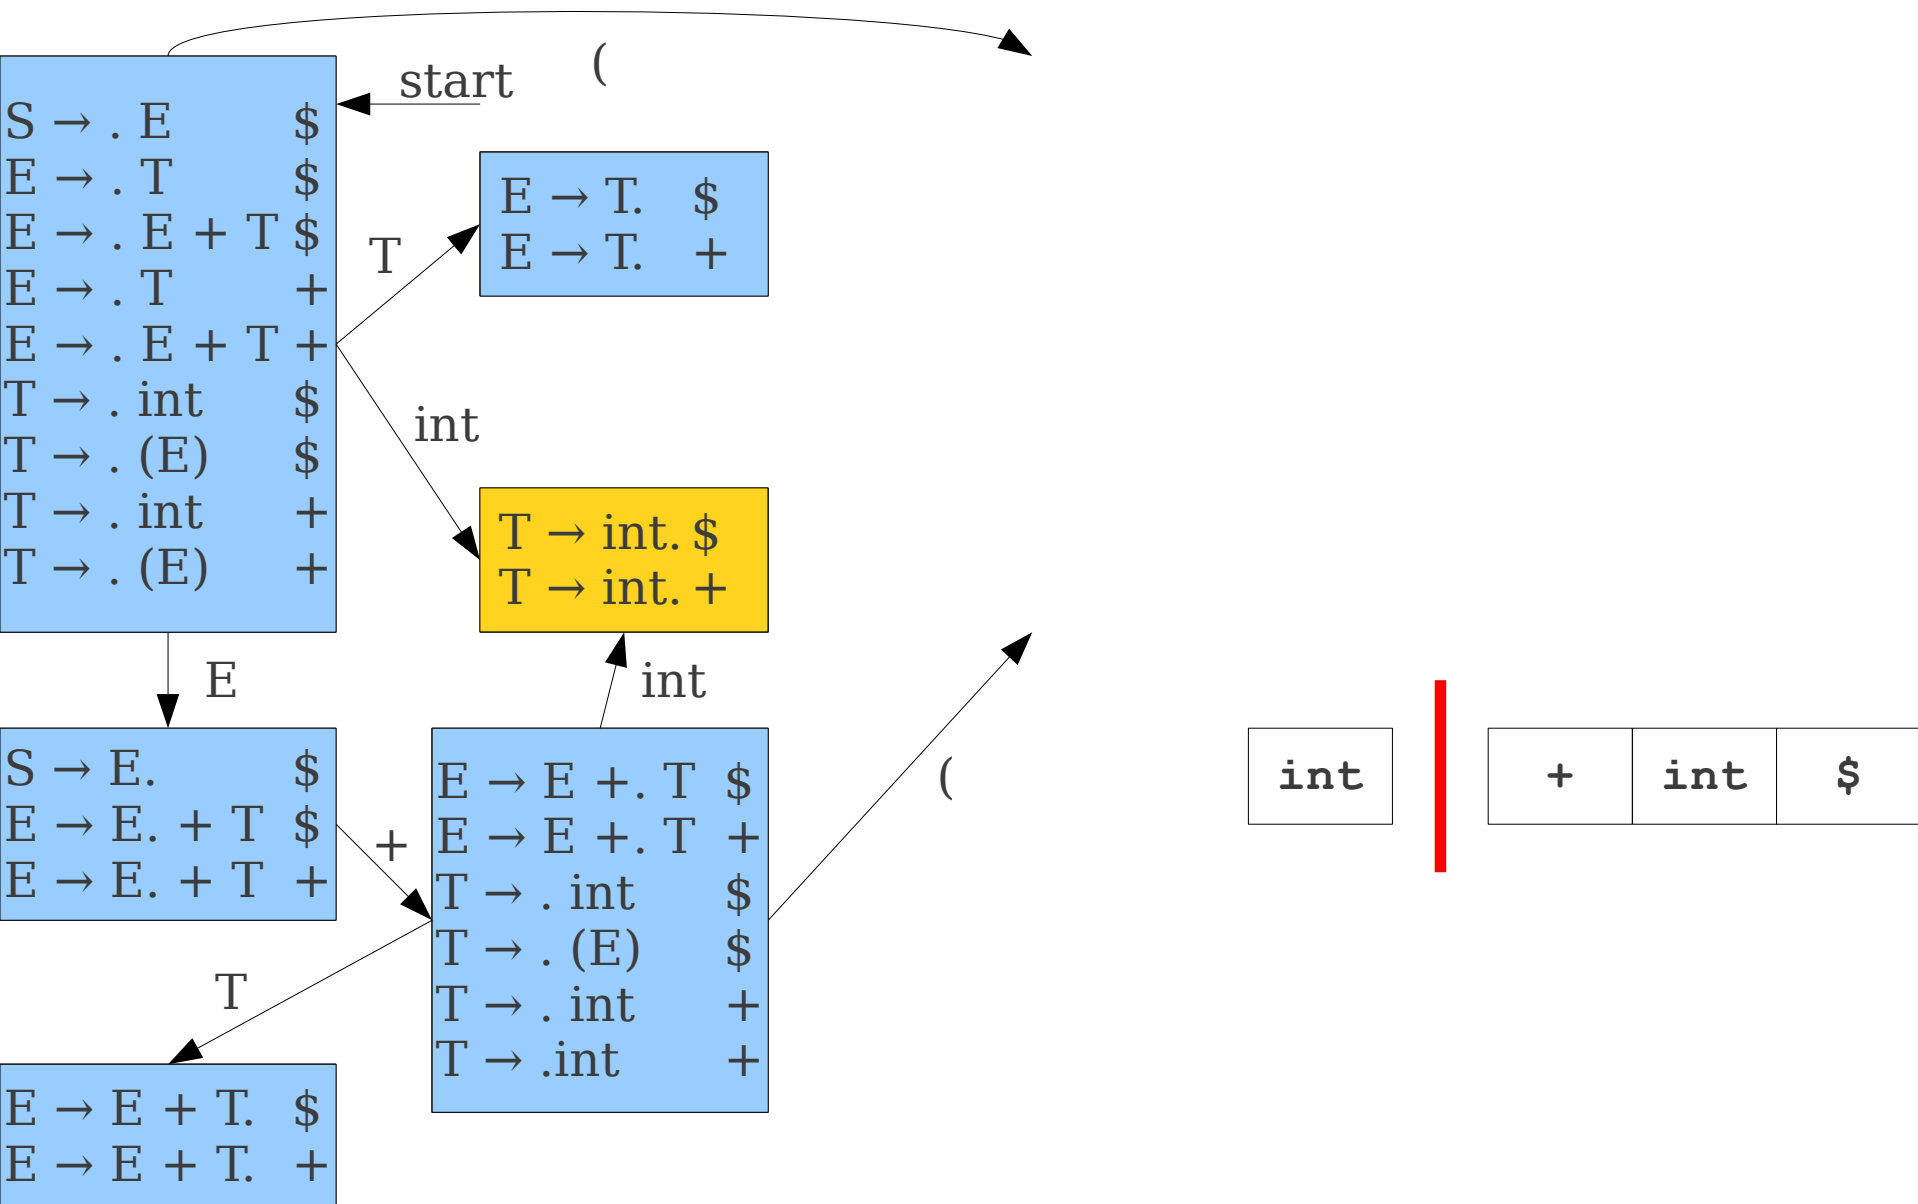 (
start
S → . E $
E → . T $
E → . E + T $
E → . T +
E → . E + T +
T → . int $
T → . (E) $
T → . int +
T → . (E) +
T
E → T. $
E → T. +
int
T → int. $
T → int. +
E
int
S → E. $
E → E. + T $
E → E. + T +
+
E → E +. T $
E → E +. T +
T → . int $
T → . (E) $
T → . int +
T → .int +
(
int + int $
T
E → E + T. $
E → E + T. +